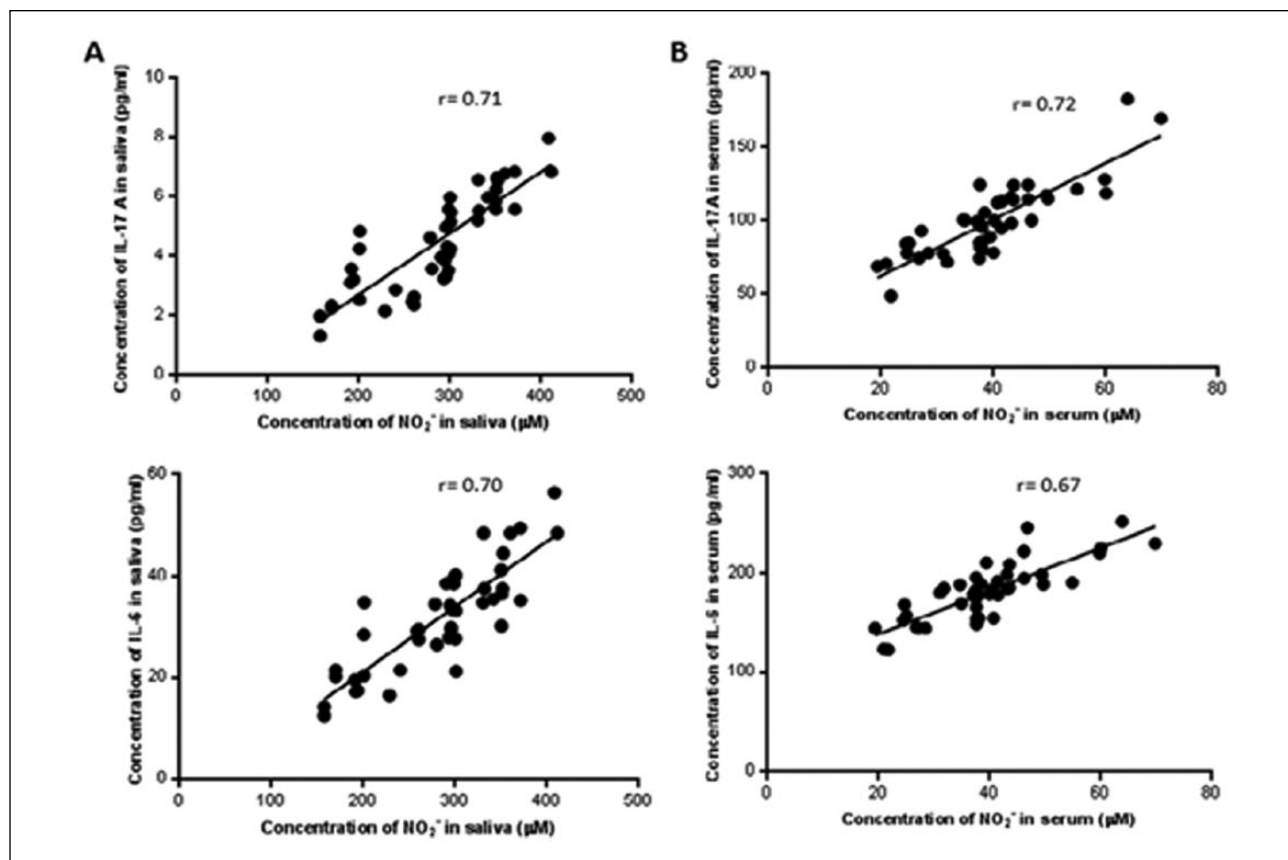 A
Concentration of IL-17 A in saliva (pg/ml)
10
8
6
4
2
0
r= 0.71
0 100 200 300 400 500
Concentration of NO₂⁻ in saliva (µM)
B
Concentration of IL-17A in serum (pg/ml)
200
150
100
50
0
r= 0.72
0 20 40 60 80
Concentration of NO₂⁻ in serum (µM)
Concentration of IL-6 in saliva (pg/ml)
60
40
20
0
r= 0.70
0 100 200 300 400 500
Concentration of NO₂⁻ in saliva (µM)
Concentration of IL-6 in serum (pg/ml)
300
200
100
0
r= 0.67
0 20 40 60 80
Concentration of NO₂⁻ in serum (µM)